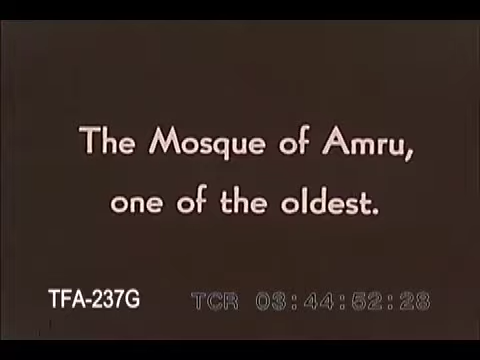 The Mosque of Amru,
one of the oldest.
TFA-237G TCR 03:44:52:28